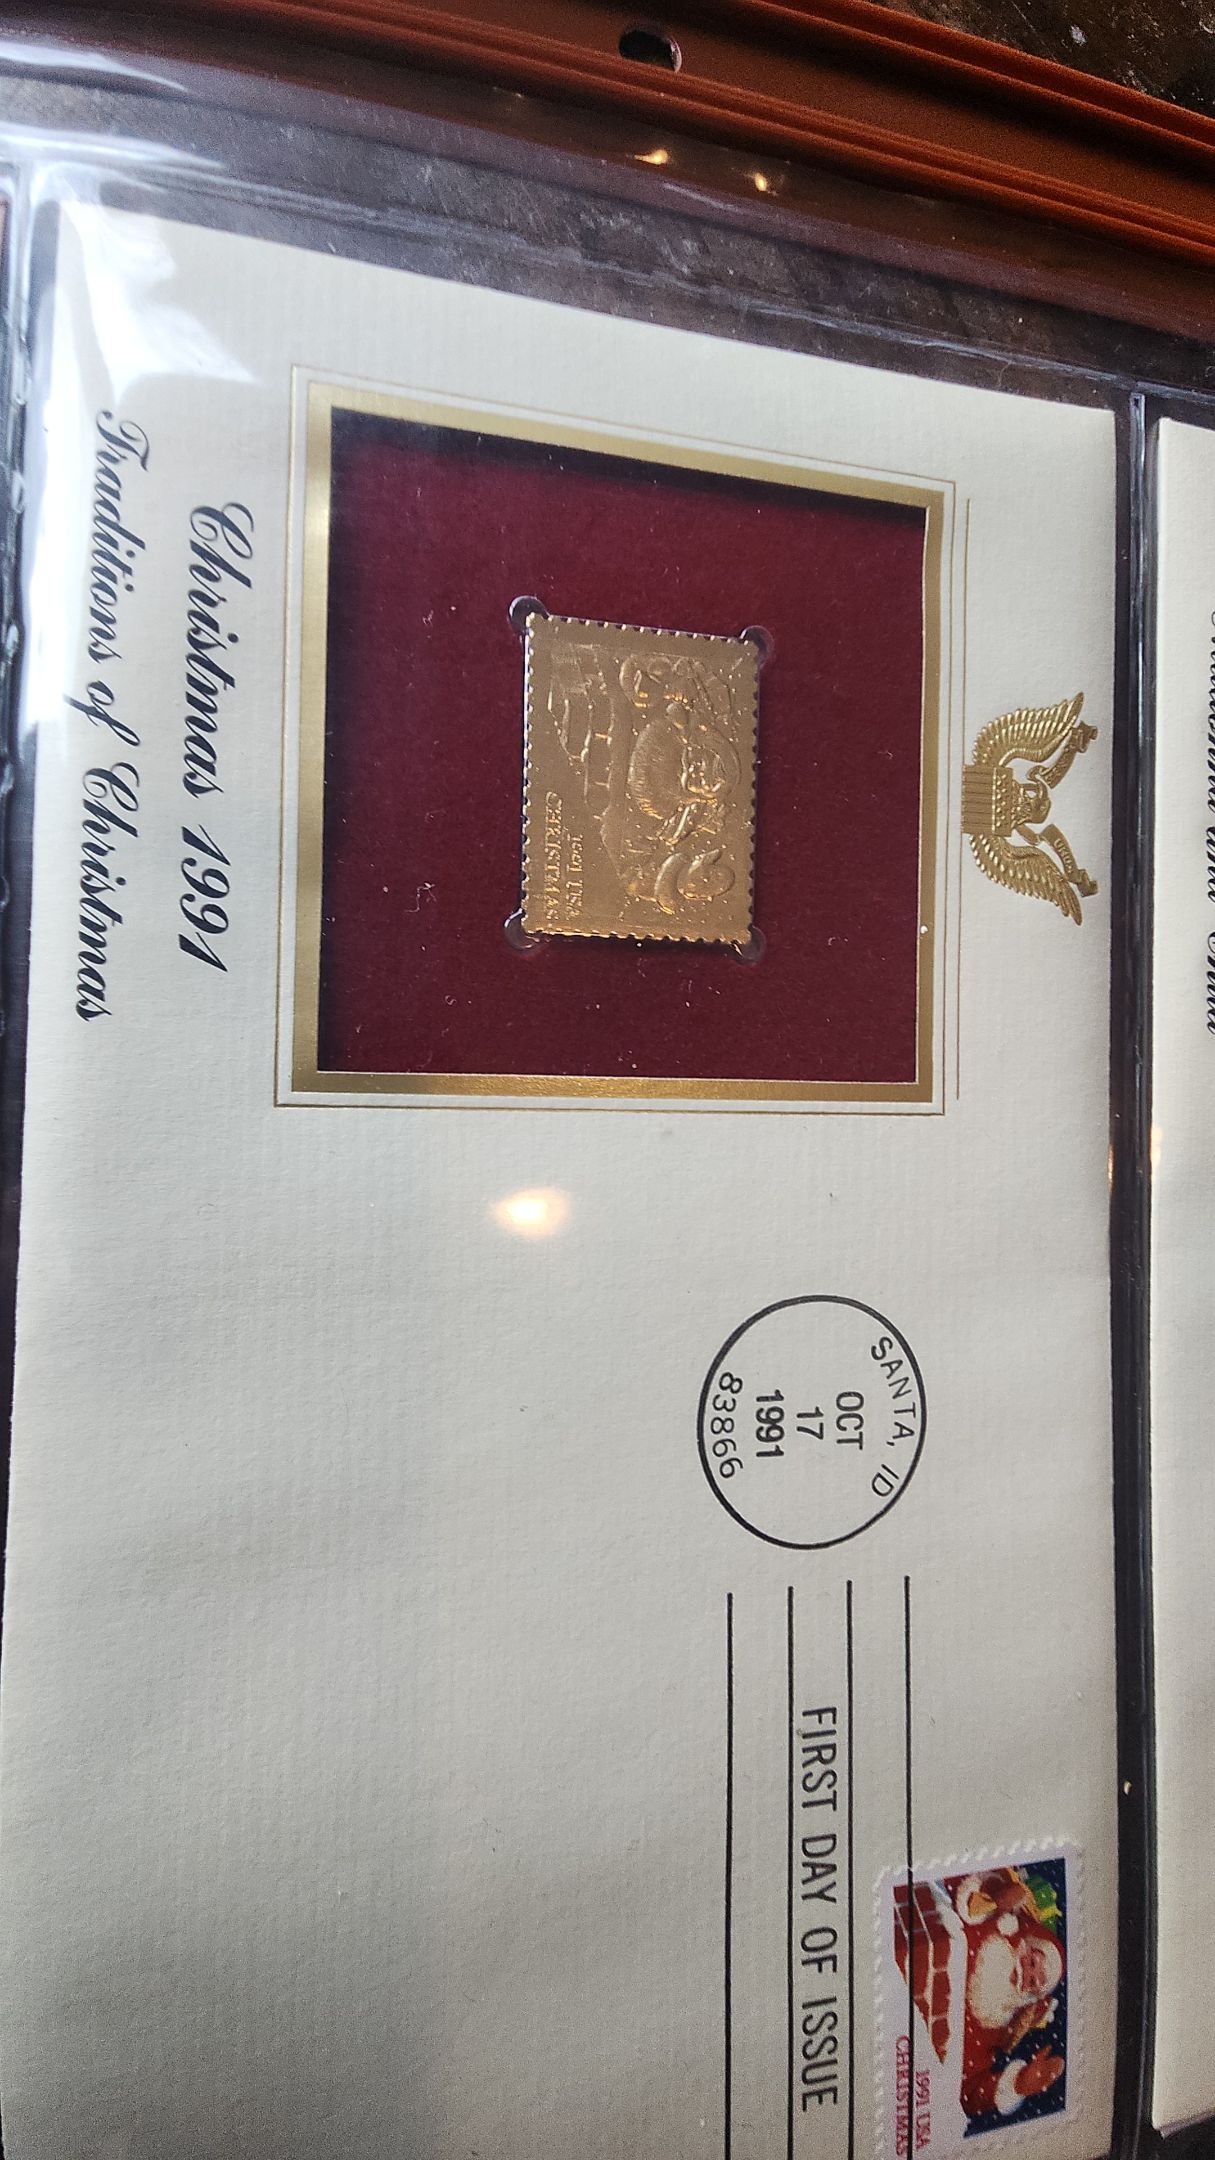 Christmas 1991
Traditions of Christmas
1991 USA
CHRISTMAS
SANTA, ID
OCT
17
1991
83866
FIRST DAY OF ISSUE
1991 USA
CHRISTMAS